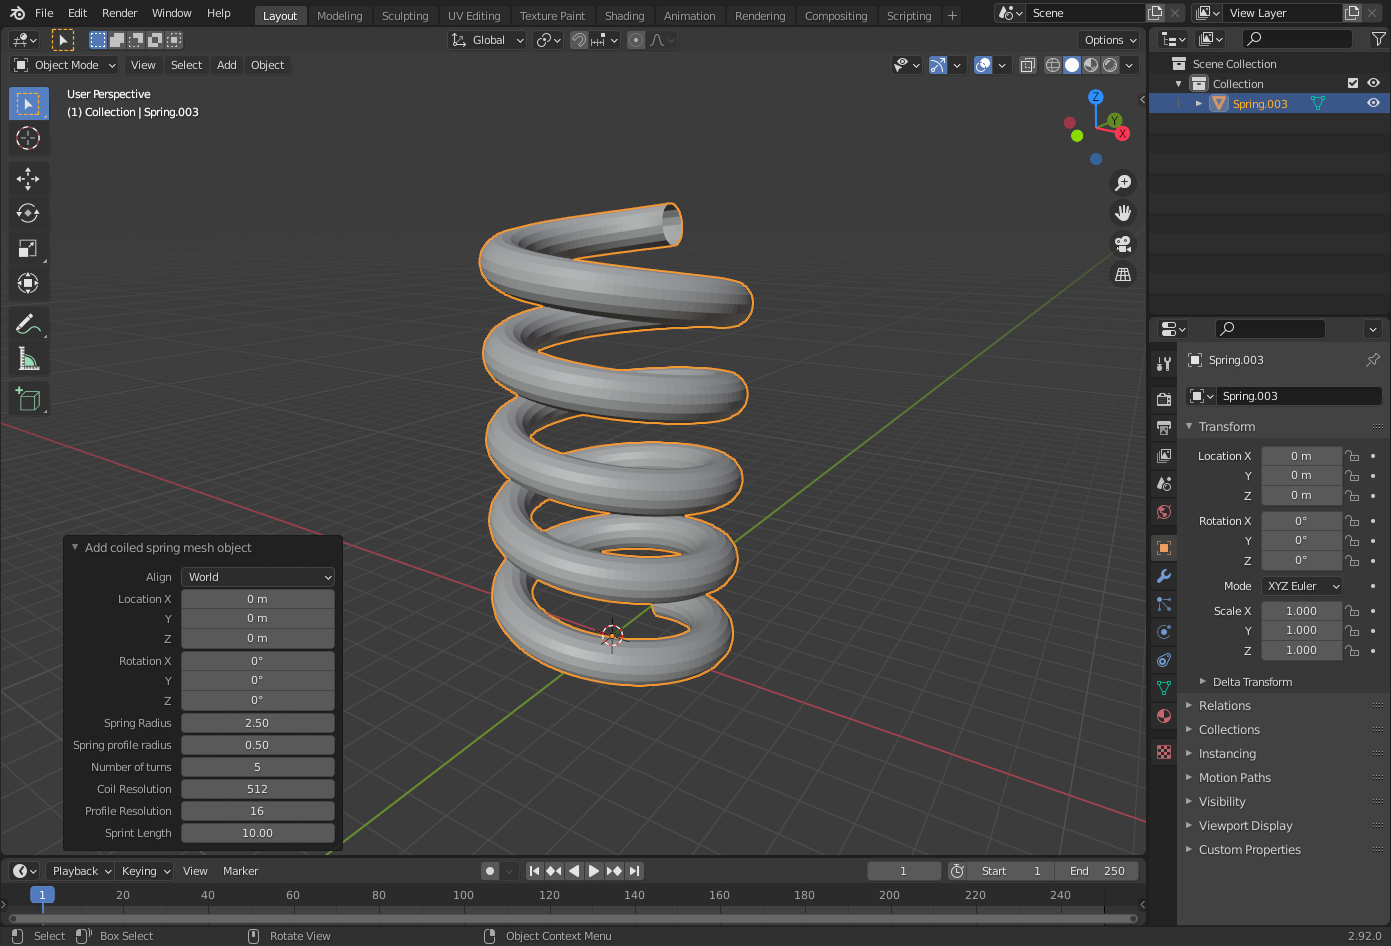 File Edit Render Window Help Layout Modeling Sculpting UV Editing Texture Paint Shading Animation Rendering Compositing Scripting + Scene View Layer
Global Options
Object Mode View Select Add Object
User Perspective
(1) Collection | Spring.003
Z
Y
X
Scene Collection
Collection
Spring.003
Spring.003
Spring.003
Transform
Location X 0 m
Y 0 m
Z 0 m
Rotation X 0°
Y 0°
Z 0°
Mode XYZ Euler
Scale X 1.000
Y 1.000
Z 1.000
Delta Transform
Relations
Collections
Instancing
Motion Paths
Visibility
Viewport Display
Custom Properties
Add coiled spring mesh object
Align World
Location X 0 m
Y 0 m
Z 0 m
Rotation X 0°
Y 0°
Z 0°
Spring Radius 2.50
Spring profile radius 0.50
Number of turns 5
Coil Resolution 512
Profile Resolution 16
Sprint Length 10.00
Playback Keying View Marker 1 Start 1 End 250
1 20 40 60 80 100 120 140 160 180 200 220 240
Select Box Select Rotate View Object Context Menu 2.92.0